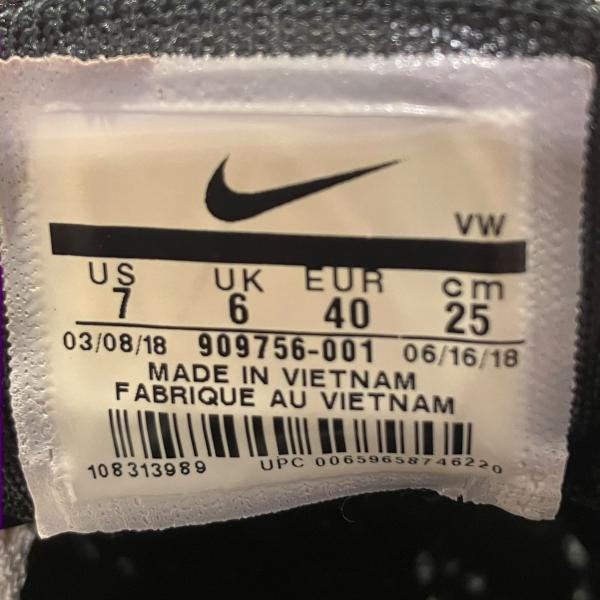 VW
US UK EUR cm
7 6 40 25
03/08/18 909756-001 06/16/18
MADE IN VIETNAM
FABRIQUE AU VIETNAM
108313989 UPC 00659658746220